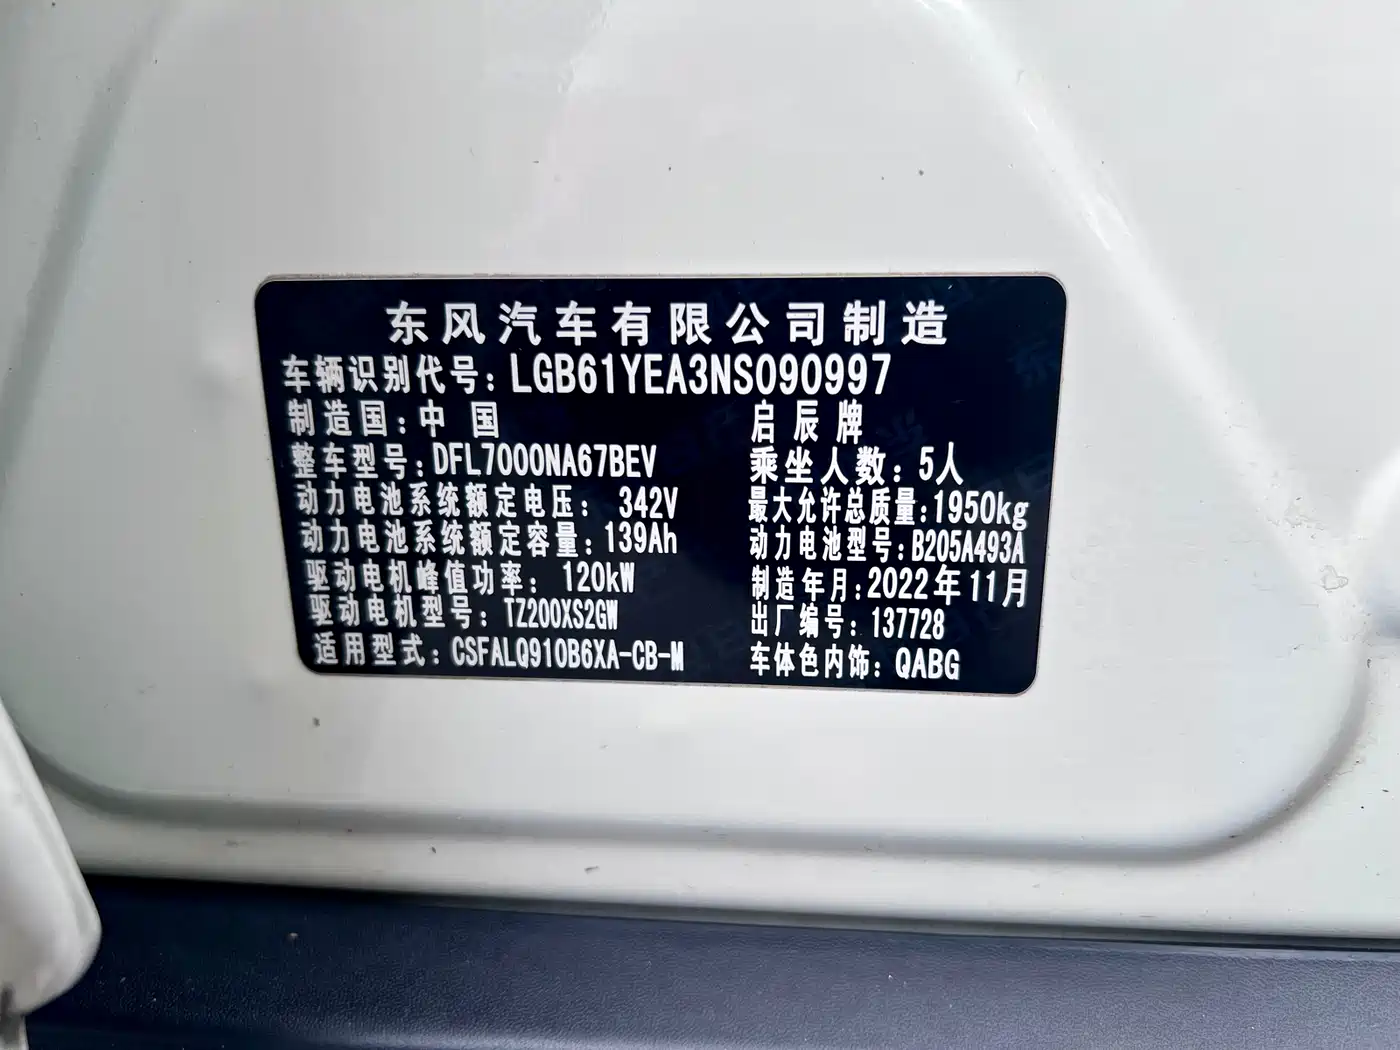 东风汽车有限公司制造
车辆识别代号：LGB61YEA3NS090997
制造国：中国 启辰牌
整车型号：DFL7000NA67BEV 乘坐人数：5人
动力电池系统额定电压：342V 最大允许总质量：1950kg
动力电池系统额定容量：139Ah 动力电池型号：B205A493A
驱动电机峰值功率：120kW 制造年月：2022年11月
驱动电机型号：TZ200XS2GW 出厂编号：137728
适用型式：CSFALQ910B6XA-CB-M 车体色内饰：QABG